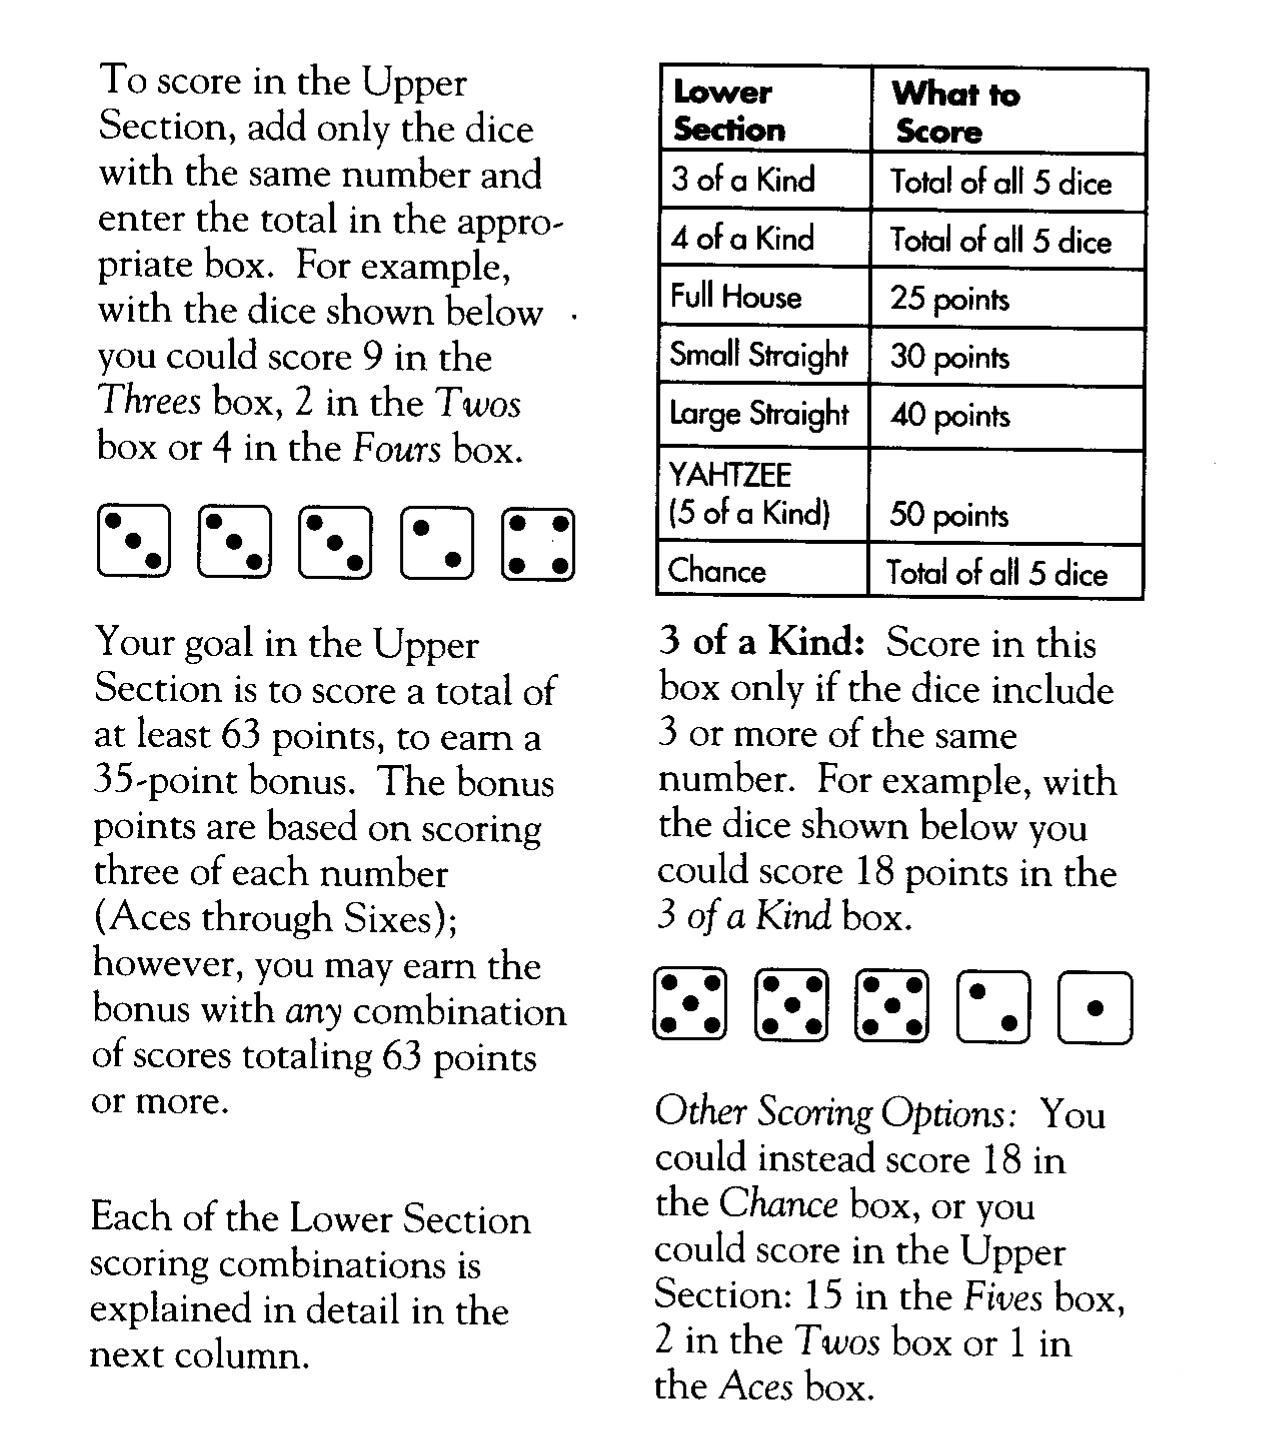 To score in the Upper
Section, add only the dice
with the same number and
enter the total in the appro-
priate box.  For example,
with the dice shown below
you could score 9 in the
Threes box, 2 in the Twos
box or 4 in the Fours box.
Your goal in the Upper
Section is to score a total of
at least 63 points, to earn a
35-point bonus.  The bonus
points are based on scoring
three of each number
(Aces through Sixes);
however, you may earn the
bonus with any combination
of scores totaling 63 points
or more.
Each of the Lower Section
scoring combinations is
explained in detail in the
next column.
Lower Section | What to Score
3 of a Kind | Total of all 5 dice
4 of a Kind | Total of all 5 dice
Full House | 25 points
Small Straight | 30 points
Large Straight | 40 points
YAHTZEE
(5 of a Kind) | 50 points
Chance | Total of all 5 dice
3 of a Kind:  Score in this
box only if the dice include
3 or more of the same
number.  For example, with
the dice shown below you
could score 18 points in the
3 of a Kind box.
Other Scoring Options:  You
could instead score 18 in
the Chance box, or you
could score in the Upper
Section: 15 in the Fives box,
2 in the Twos box or 1 in
the Aces box.